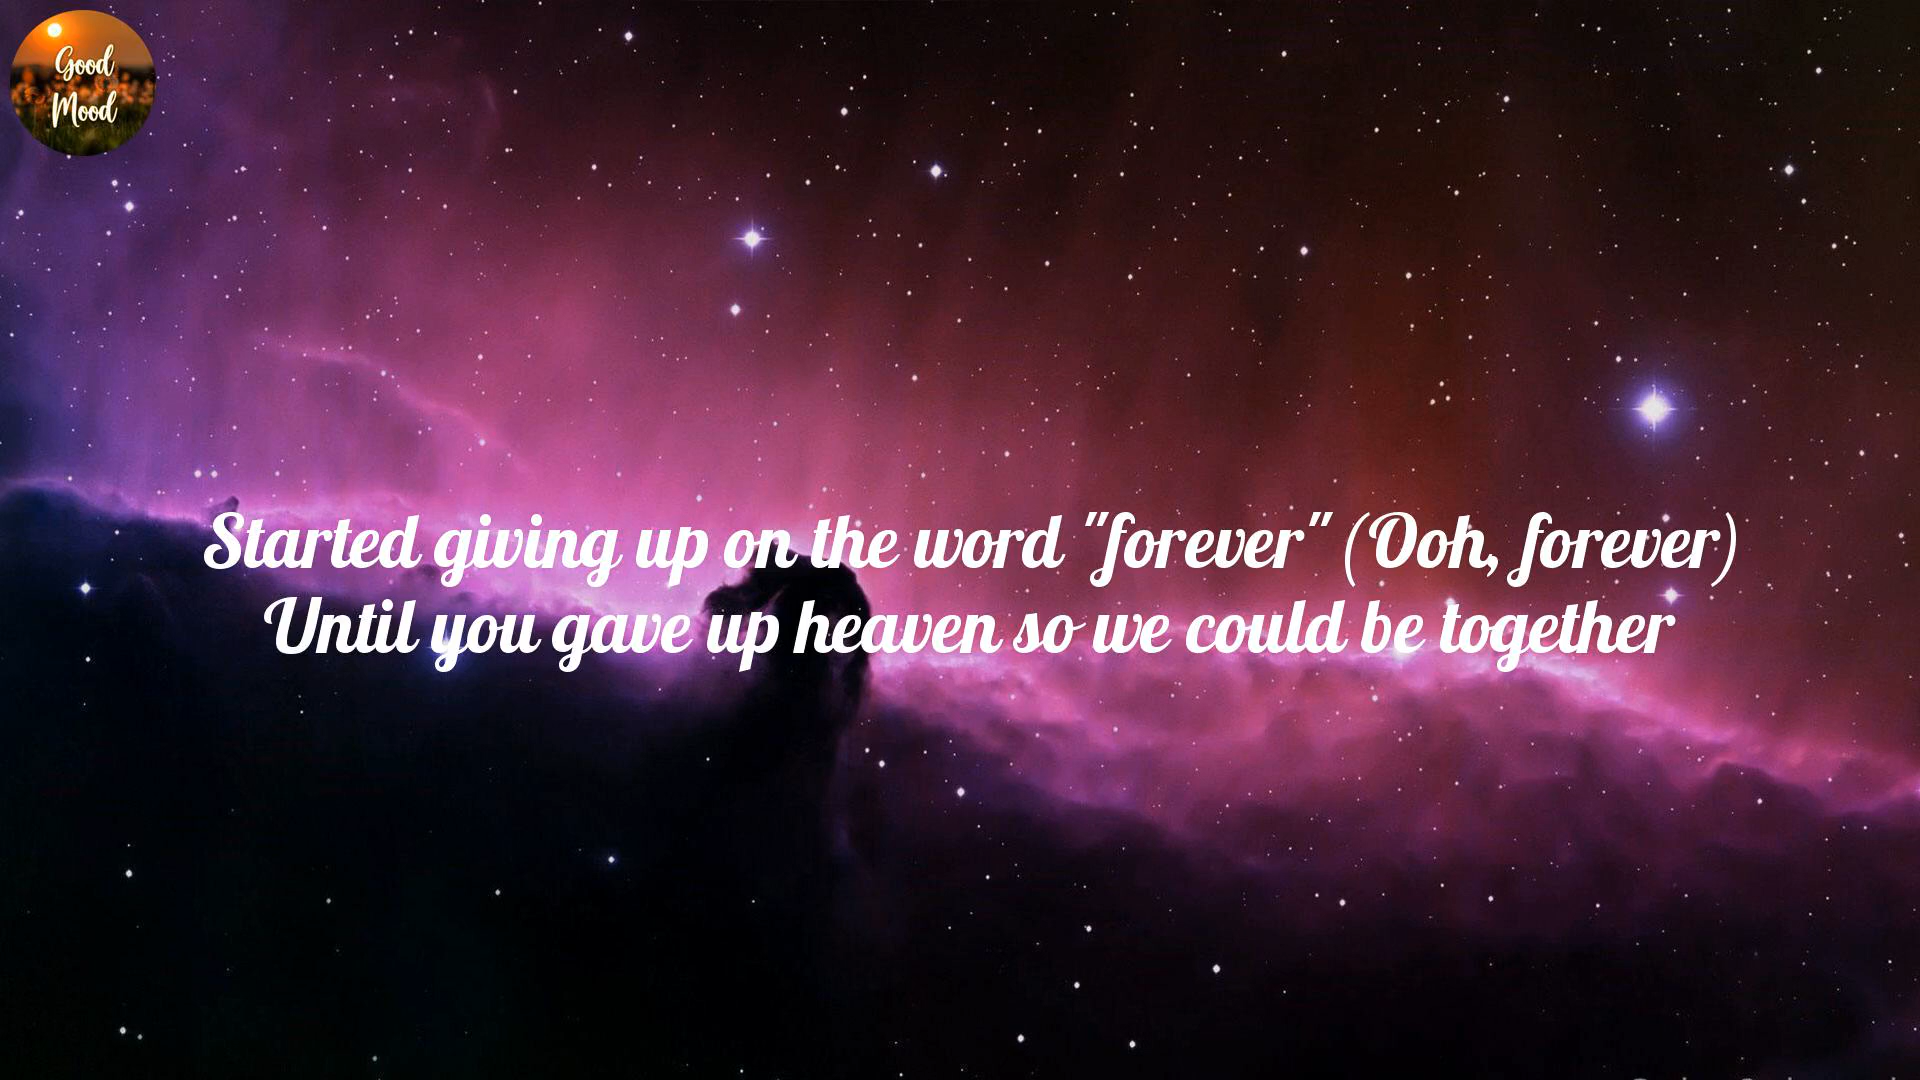 Good
Mood
Started giving up on the word "forever" (Ooh, forever)
Until you gave up heaven so we could be together